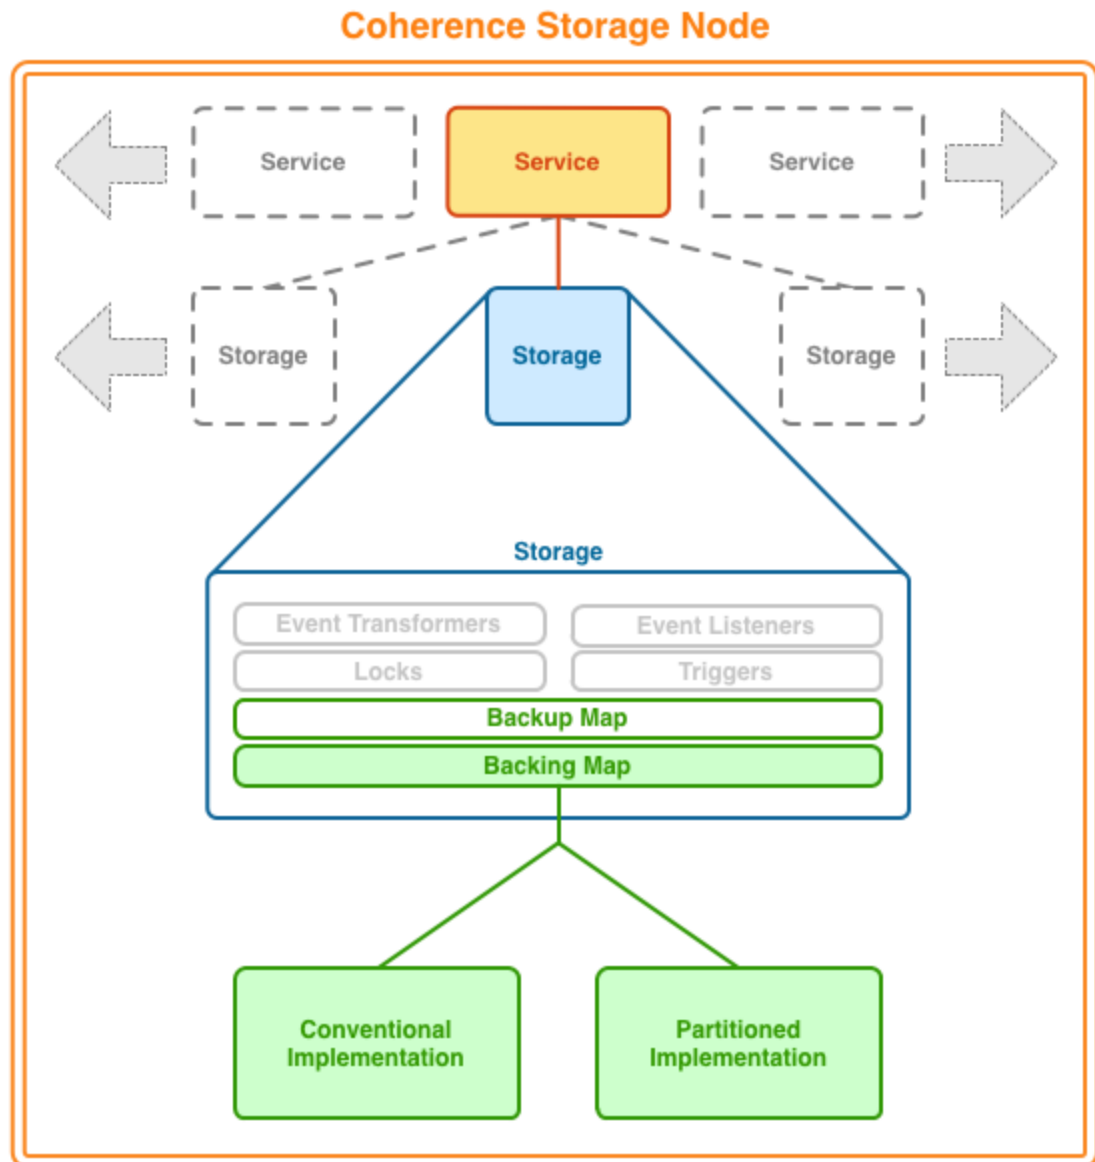 Coherence Storage Node
Service
Service
Service
Storage
Storage
Storage
Storage
Event Transformers
Event Listeners
Locks
Triggers
Backup Map
Backing Map
Conventional
Implementation
Partitioned
Implementation